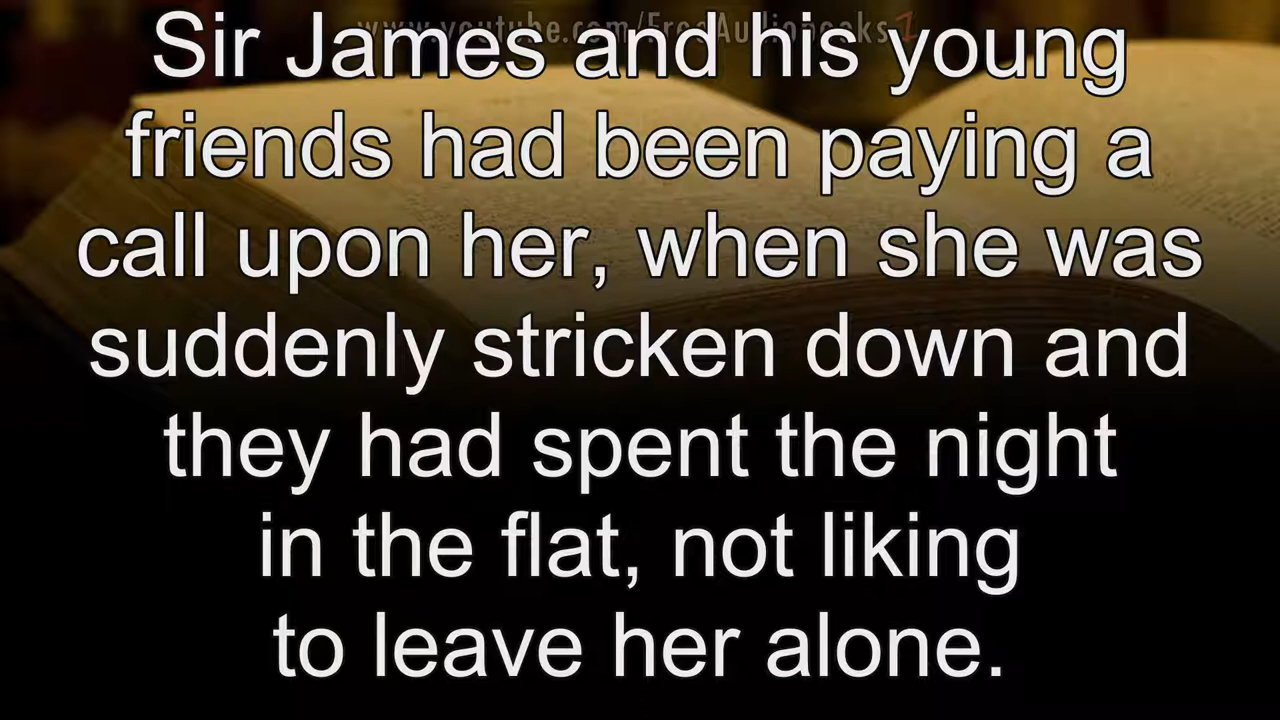 Sir James and his young
friends had been paying a
call upon her, when she was
suddenly stricken down and
they had spent the night
in the flat, not liking
to leave her alone.